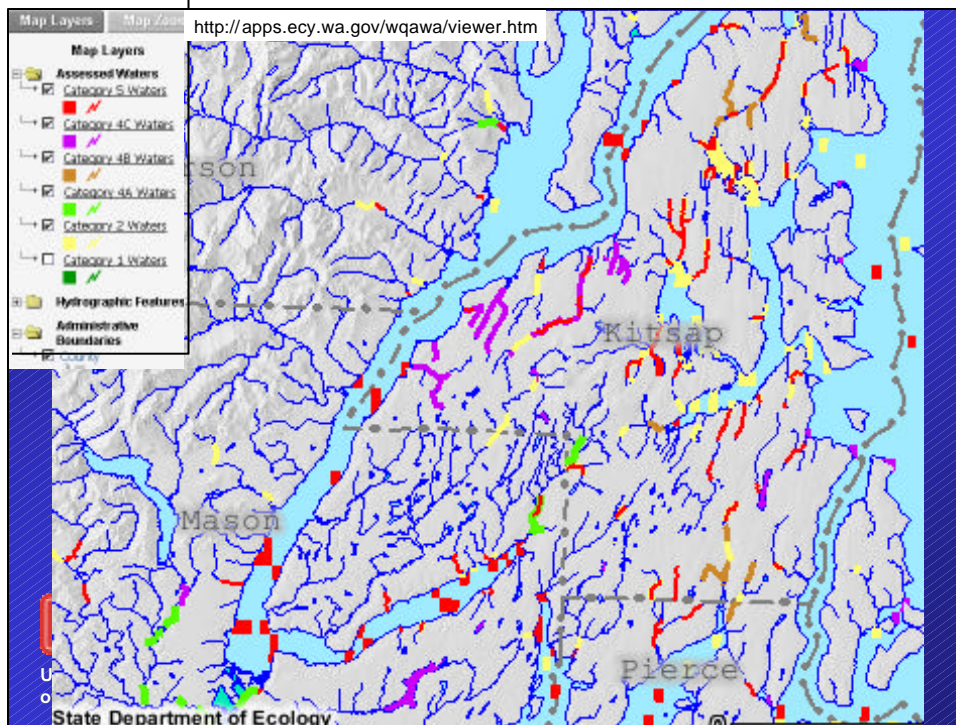 Map Layers
http://apps.ecy.wa.gov/wqawa/viewer.htm
Map Layers
Assessed Waters
Category 5 Waters
Category 4C Waters
Category 4B Waters
Category 4A Waters
Category 2 Waters
Category 1 Waters
Hydrographic Features
Administrative
Boundaries
County
rson
Kitsap
Mason
Pierce
U
o
State Department of Ecology